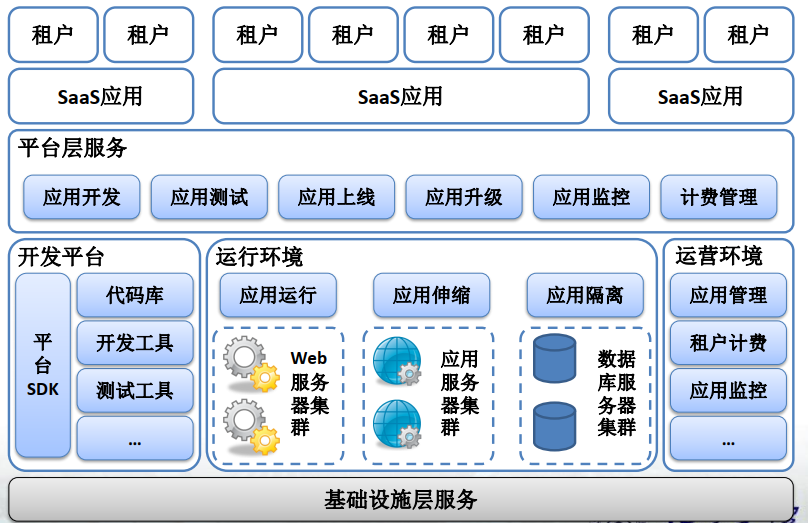 租户 租户 租户 租户 租户 租户 租户 租户
SaaS应用 SaaS应用 SaaS应用
平台层服务
应用开发 应用测试 应用上线 应用升级 应用监控 计费管理
开发平台
平
台
SDK
代码库
开发工具
测试工具
...
运行环境
应用运行 应用伸缩 应用隔离
Web
服务
器集
群
应用
服务
器集
群
数据
库服
务器
集群
运营环境
应用管理
租户计费
应用监控
...
基础设施层服务